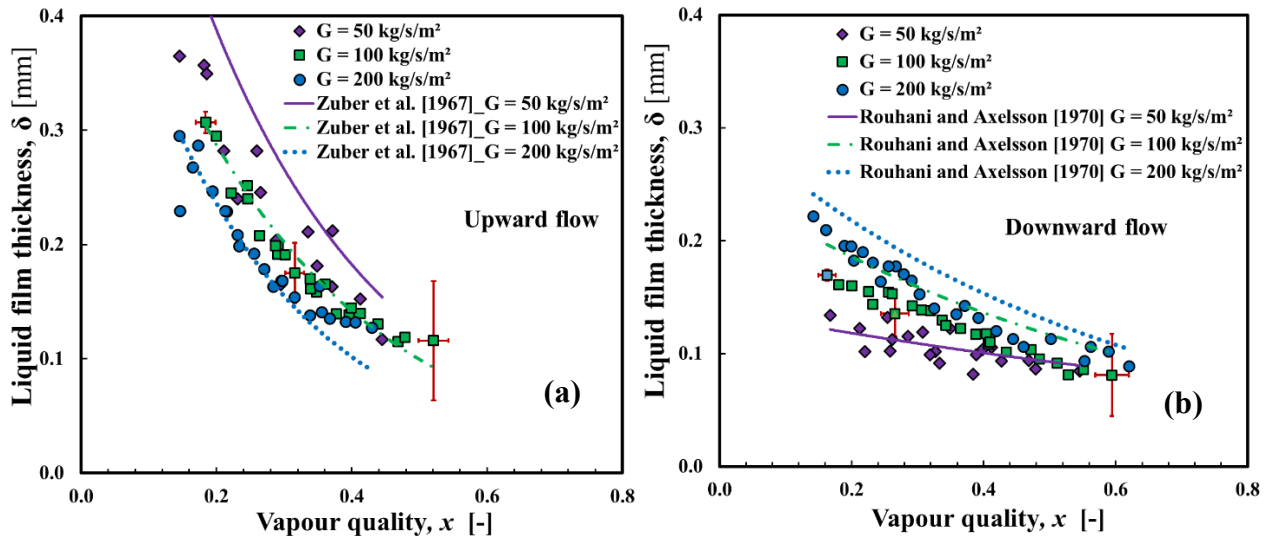 G = 50 kg/s/m²
G = 100 kg/s/m²
G = 200 kg/s/m²
Zuber et al. [1967]_G = 50 kg/s/m²
Zuber et al. [1967]_G = 100 kg/s/m²
Zuber et al. [1967]_G = 200 kg/s/m²
Upward flow
(a)
Liquid film thickness, δ [mm]
0.4
0.3
0.2
0.1
0.0
0.0 0.2 0.4 0.6 0.8
Vapour quality, x [-]
G = 50 kg/s/m²
G = 100 kg/s/m²
G = 200 kg/s/m²
Rouhani and Axelsson [1970] G = 50 kg/s/m²
Rouhani and Axelsson [1970] G = 100 kg/s/m²
Rouhani and Axelsson [1970] G = 200 kg/s/m²
Downward flow
(b)
Liquid film thickness, δ [mm]
0.4
0.3
0.2
0.1
0.0
0.0 0.2 0.4 0.6 0.8
Vapour quality, x [-]